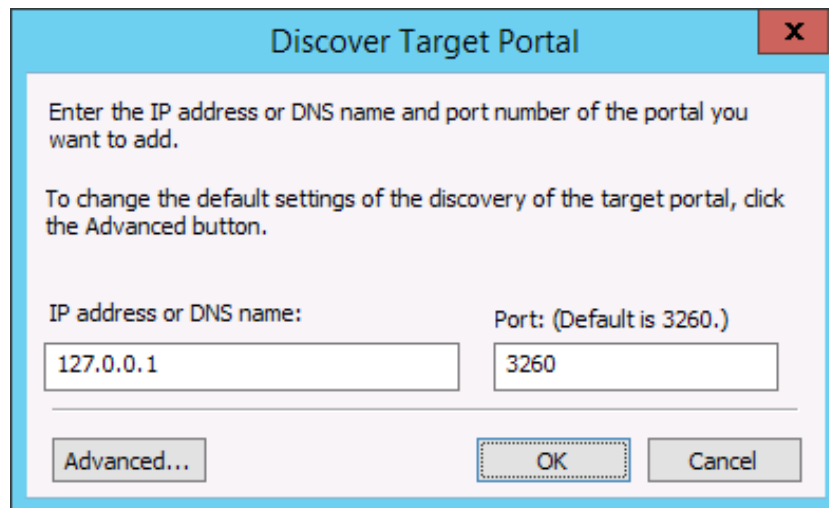 Discover Target Portal
x
Enter the IP address or DNS name and port number of the portal you
want to add.
To change the default settings of the discovery of the target portal, click
the Advanced button.
IP address or DNS name:
Port: (Default is 3260.)
127.0.0.1
3260
Advanced...
OK
Cancel